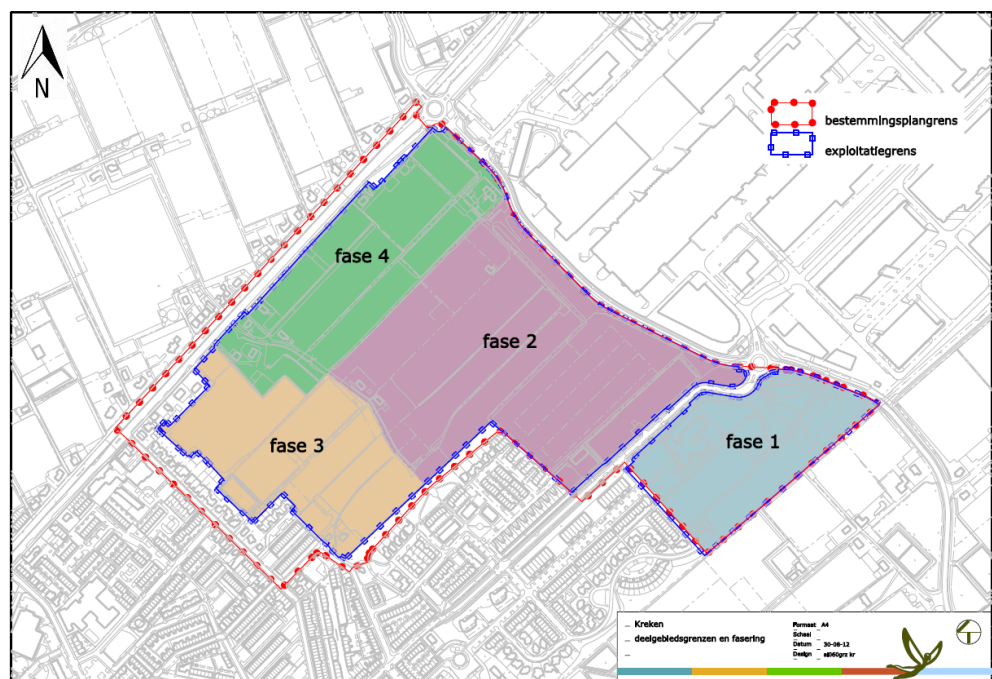 N
bestemmingsplangrens
exploitatiegrens
fase 4
fase 2
fase 1
fase 3
_ Kreken
_ deelgebiedsgrenzen en fasering
_
Formaat _ A4
Schaal _
Datum _ 30-08-12
Design _